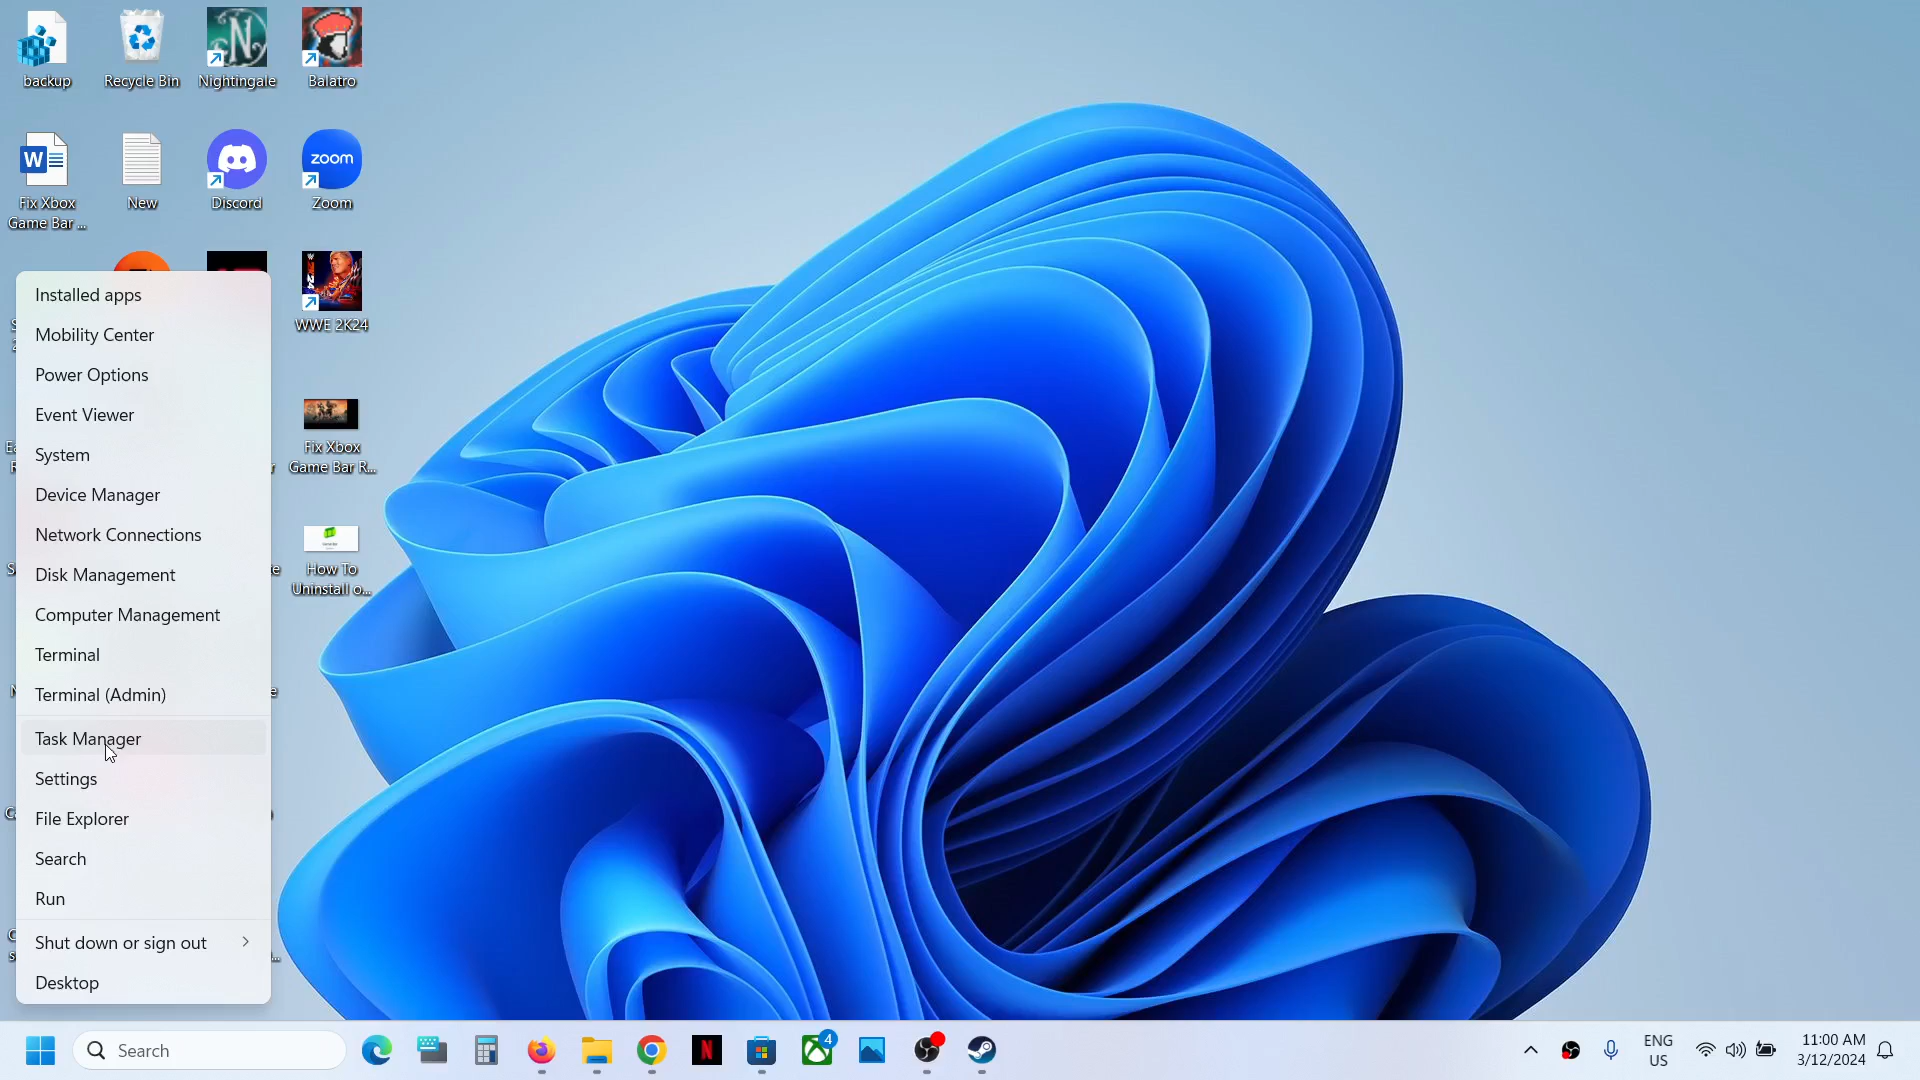 backup
Recycle Bin
Nightingale
Balatro
Fix Xbox
Game Bar ...
New
Discord
zoom
Zoom
WWE 2K24
Fix Xbox
Game Bar R...
How To
Uninstall o...
Installed apps
Mobility Center
Power Options
Event Viewer
System
Device Manager
Network Connections
Disk Management
Computer Management
Terminal
Terminal (Admin)
Task Manager
Settings
File Explorer
Search
Run
Shut down or sign out
Desktop
Search
4
ENG
US
11:00 AM
3/12/2024